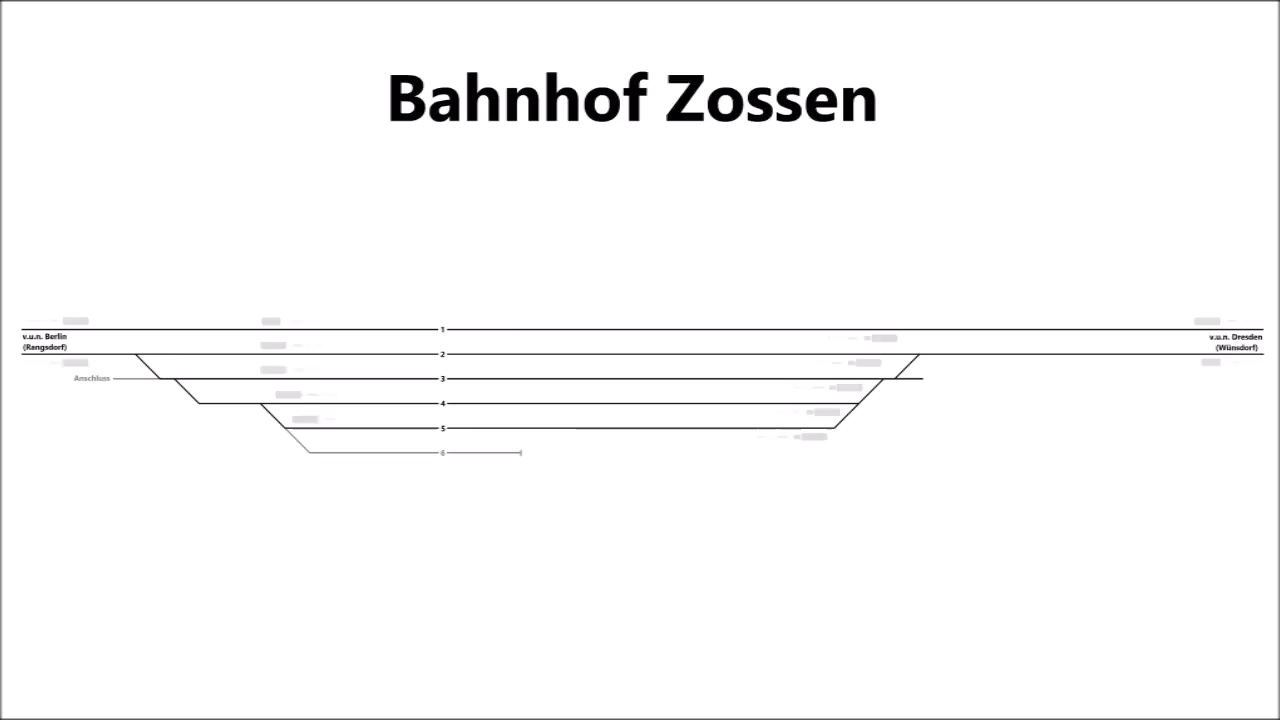 Bahnhof Zossen
1
v.u.n. Berlin
(Rangsdorf)
v.u.n. Dresden
(Wünsdorf)
2
Anschluss
3
4
5
6